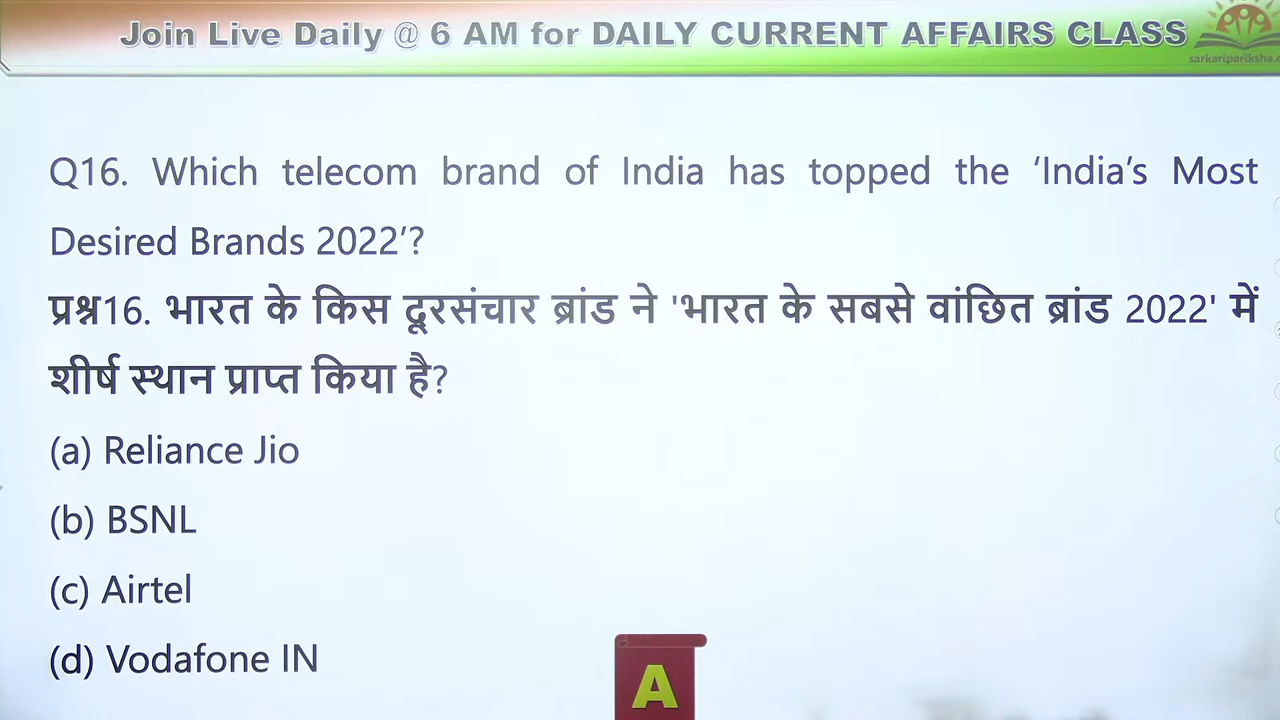 Join Live Daily @ 6 AM for DAILY CURRENT AFFAIRS CLASS
Q16. Which telecom brand of India has topped the ‘India’s Most
Desired Brands 2022’?
प्रश्न16. भारत के किस दूरसंचार ब्रांड ने 'भारत के सबसे वांछित ब्रांड 2022' में
शीर्ष स्थान प्राप्त किया है?
(a) Reliance Jio
(b) BSNL
(c) Airtel
(d) Vodafone IN
A